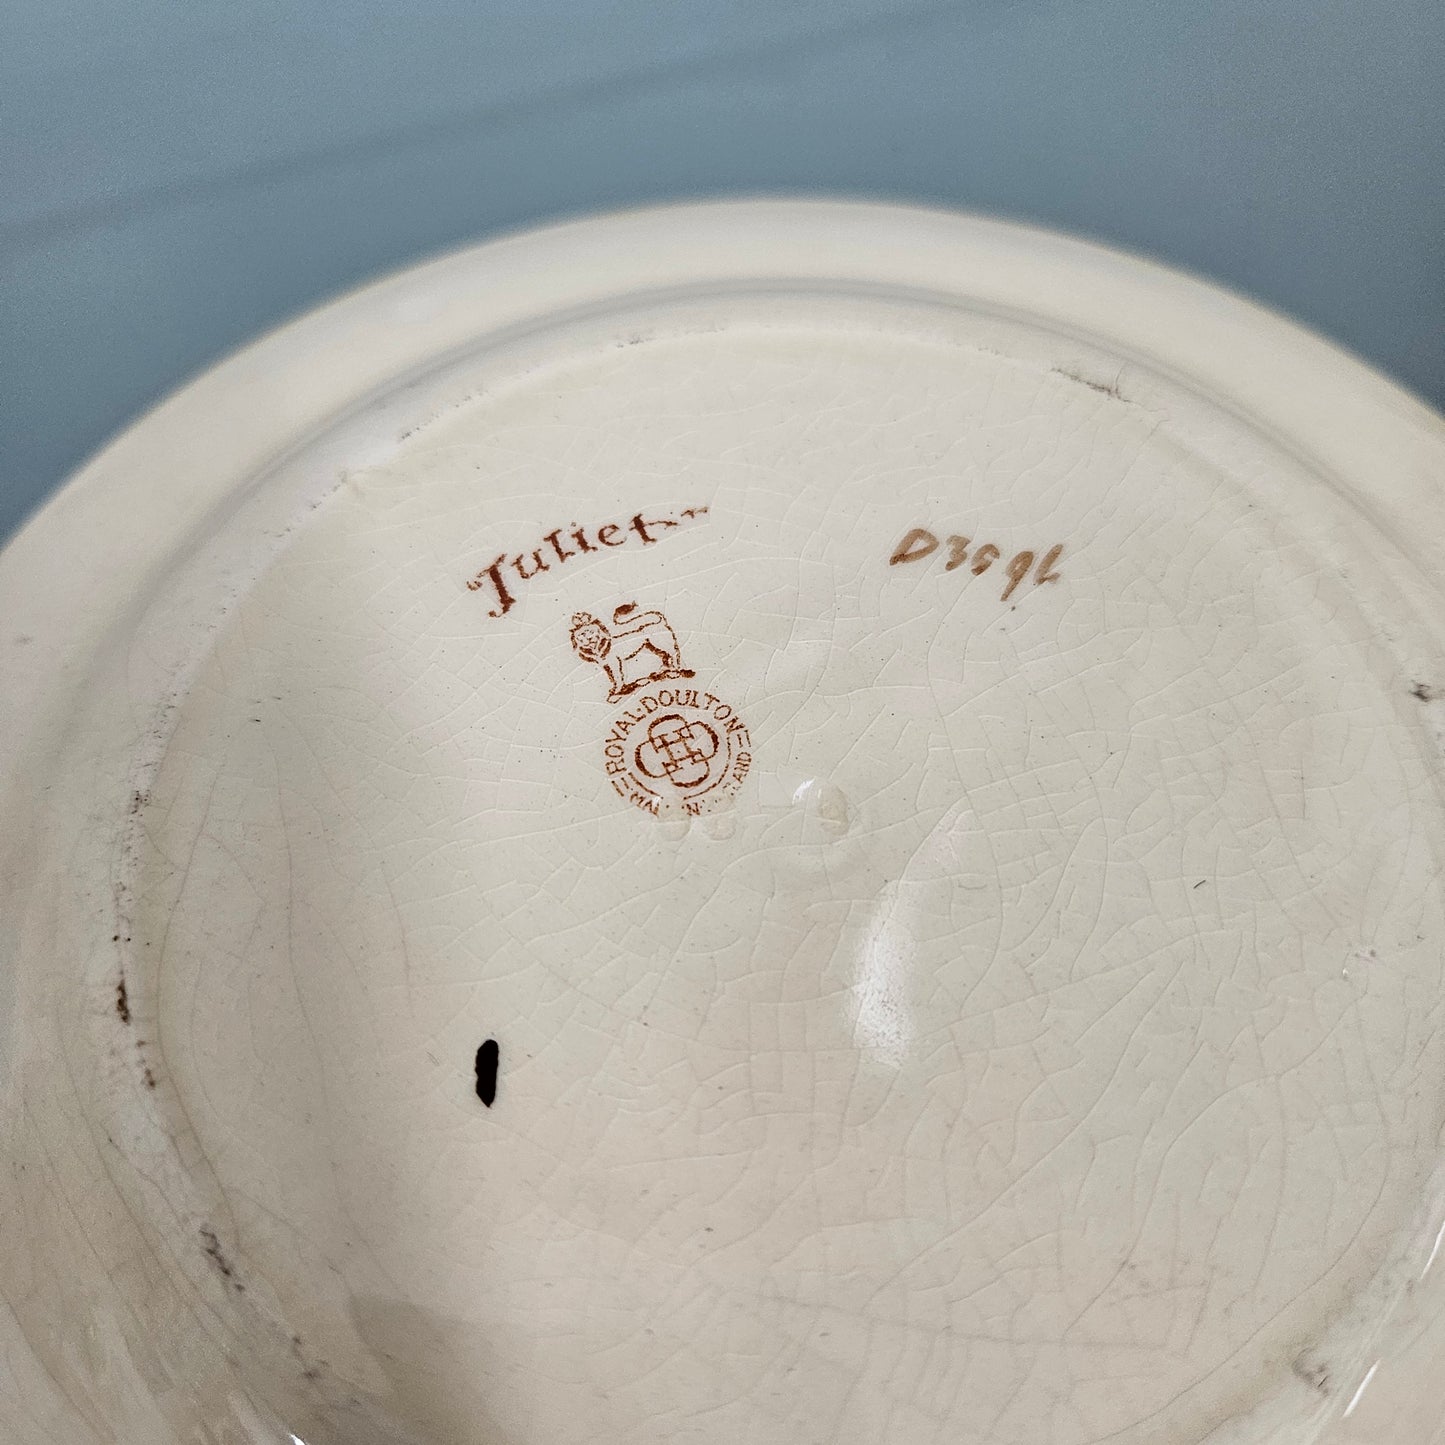 "Juliet"
D3596
ROYAL·DOULTON
ENGLAND